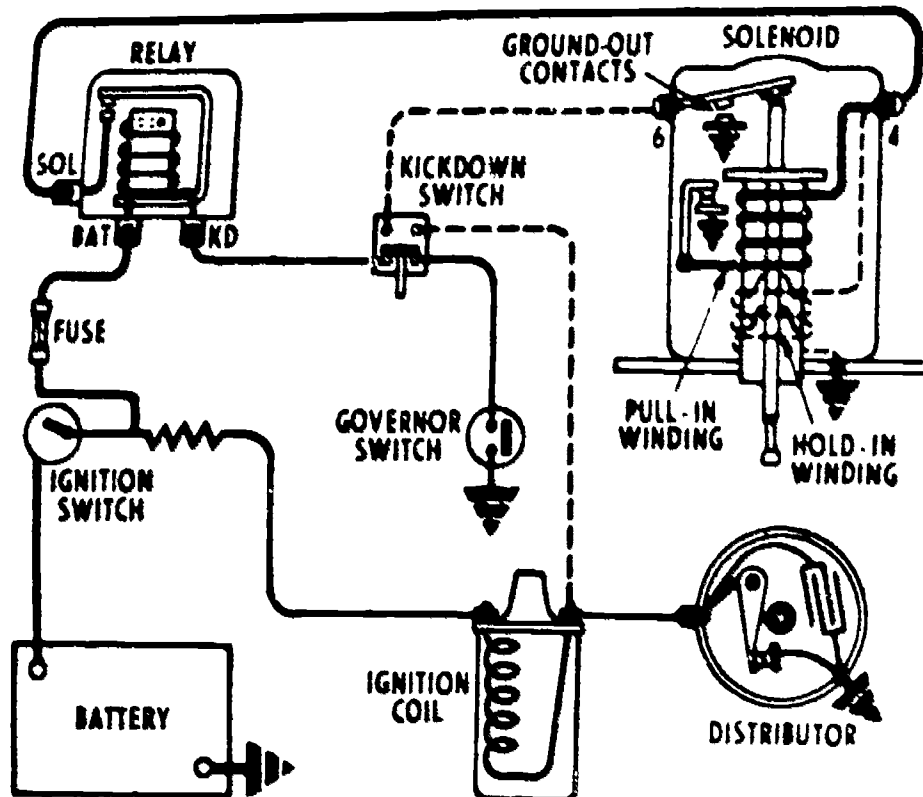 RELAY
GROUND-OUT
CONTACTS
SOLENOID
SOL
6
4
KICKDOWN
SWITCH
BAT
KD
FUSE
GOVERNOR
SWITCH
PULL-IN
WINDING
HOLD-IN
WINDING
IGNITION
SWITCH
IGNITION
COIL
BATTERY
DISTRIBUTOR